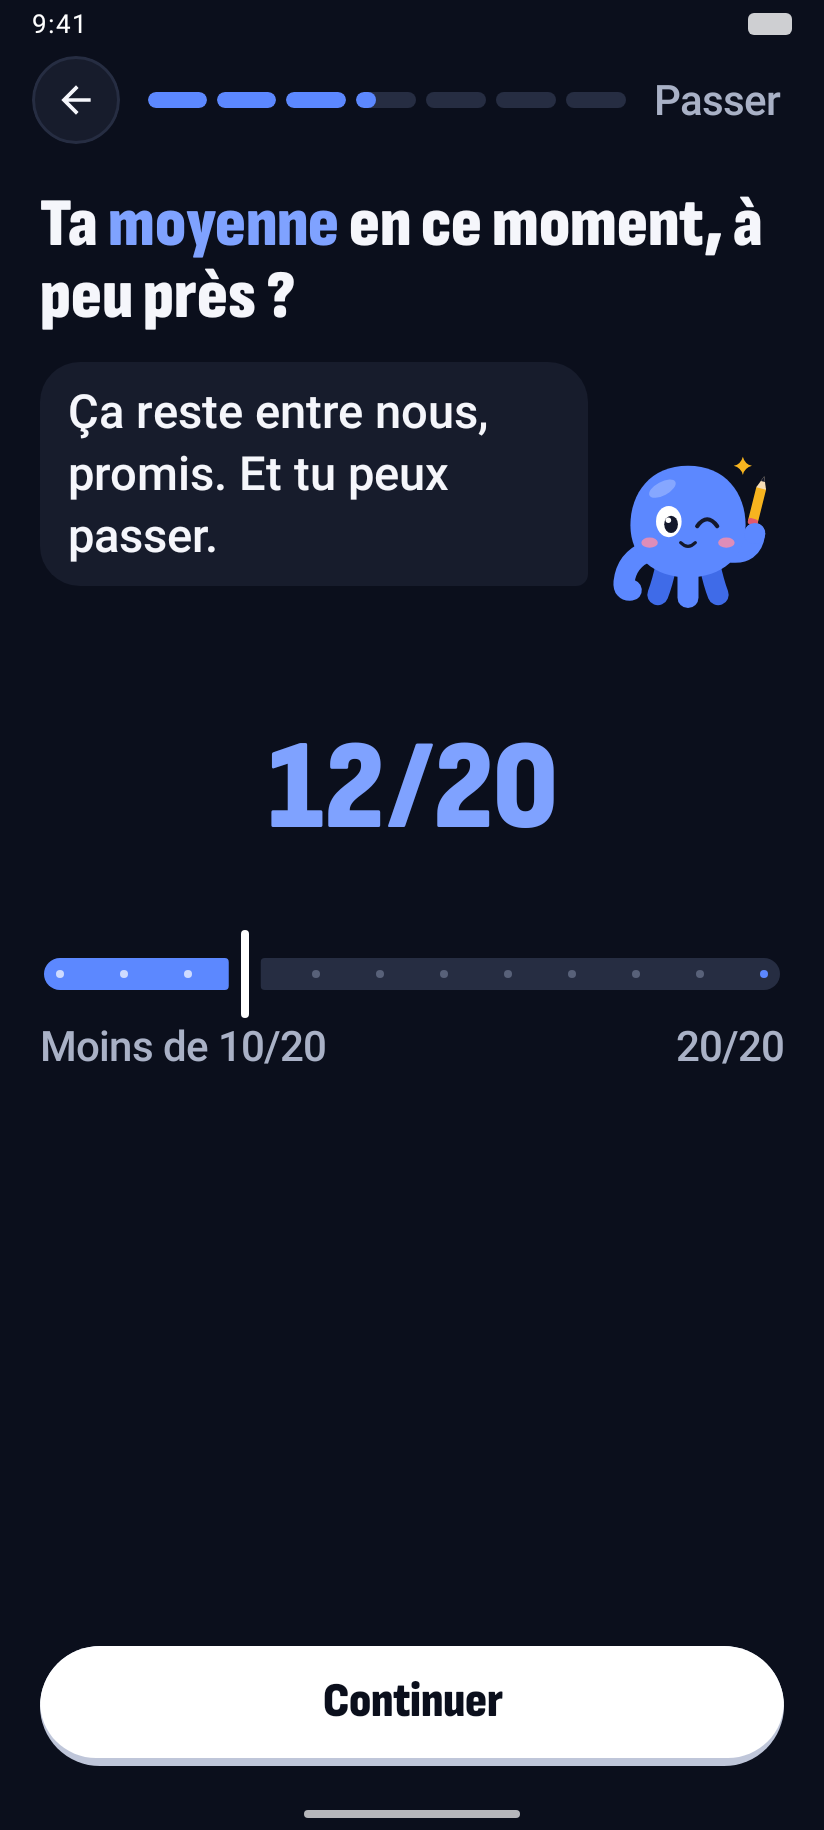 9:41
Passer
Ta moyenne en ce moment, à
peu près ?
Ça reste entre nous,
promis. Et tu peux
passer.
12/20
Moins de 10/20
20/20
Continuer